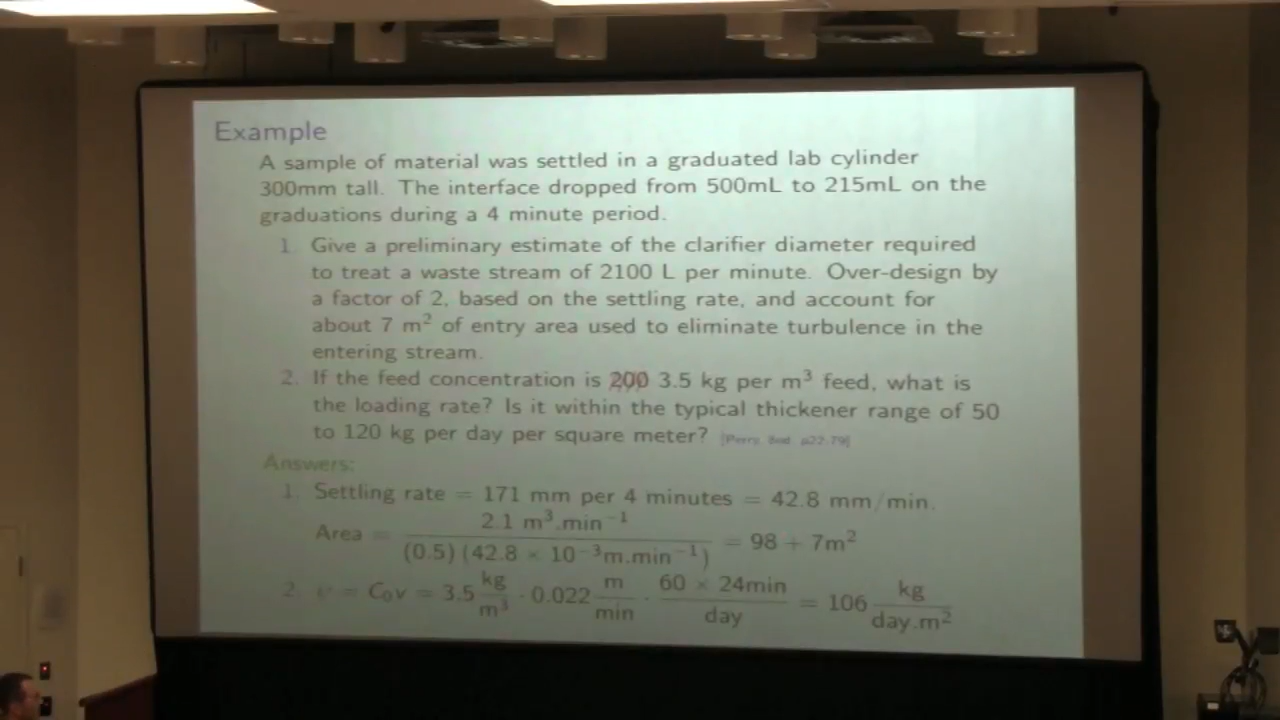 Example
A sample of material was settled in a graduated lab cylinder
300mm tall. The interface dropped from 500mL to 215mL on the
graduations during a 4 minute period.
1. Give a preliminary estimate of the clarifier diameter required
to treat a waste stream of 2100 L per minute. Over-design by
a factor of 2, based on the settling rate, and account for
about 7 m² of entry area used to eliminate turbulence in the
entering stream.
2. If the feed concentration is 200 3.5 kg per m³ feed, what is
the loading rate? Is it within the typical thickener range of 50
to 120 kg per day per square meter? [Perry, 8ed, p22-79]
Answers:
1. Settling rate = 171 mm per 4 minutes = 42.8 mm/min.
Area = 2.1 m³.min⁻¹ / (0.5) (42.8 × 10⁻³m.min⁻¹) = 98 + 7m²
2. = C₀v = 3.5 kg/m³ · 0.022 m/min · 60 × 24min/day = 106 kg/day.m²